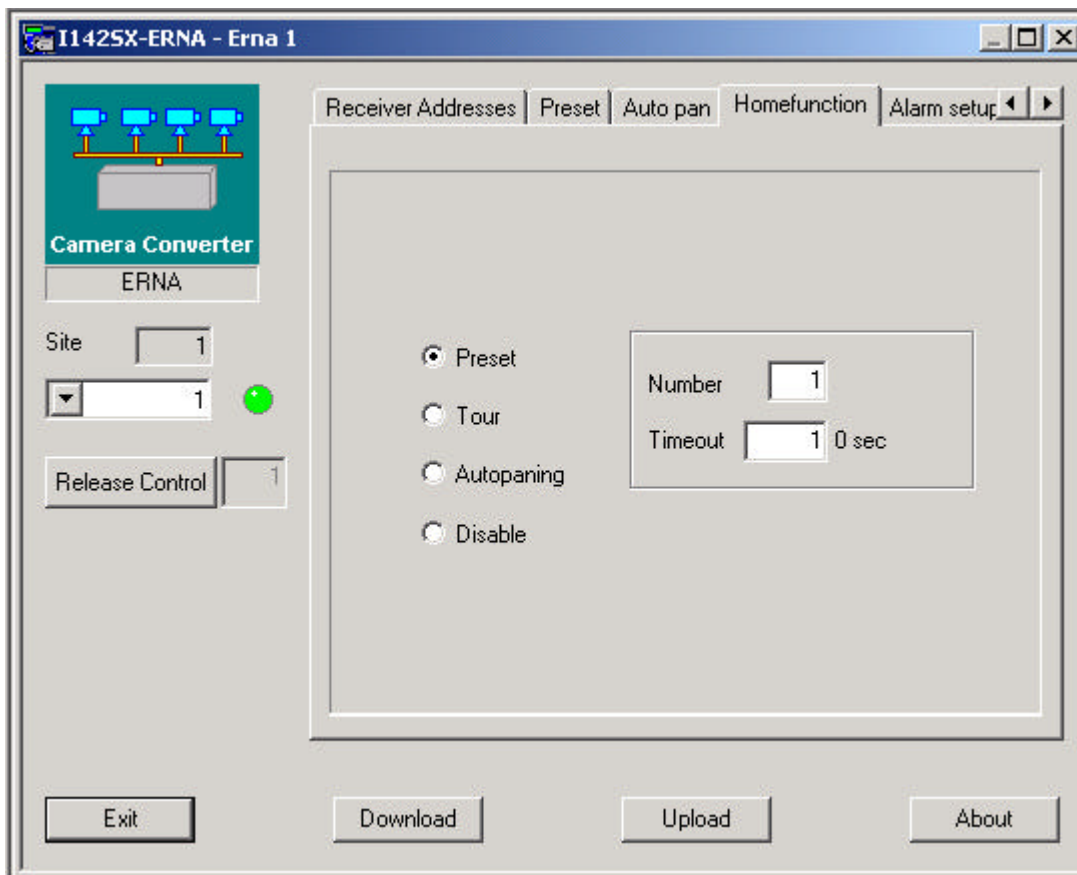 I142SX-ERNA - Erna 1
Camera Converter
ERNA
Site 1
1
Release Control 1
Receiver Addresses Preset Auto pan Homefunction Alarm setup
Preset
Tour
Autopaning
Disable
Number 1
Timeout 1 0 sec
Exit Download Upload About